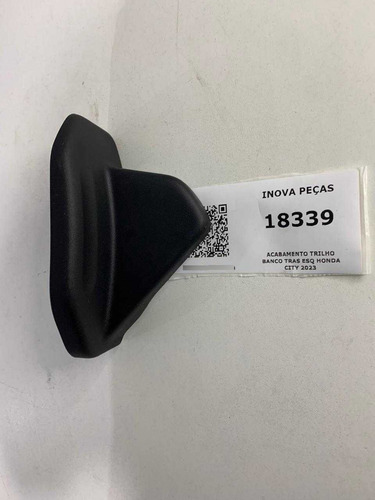 INOVA PEÇAS
18339
ACABAMENTO TRILHO
BANCO TRAS ESQ HONDA
CITY 2023